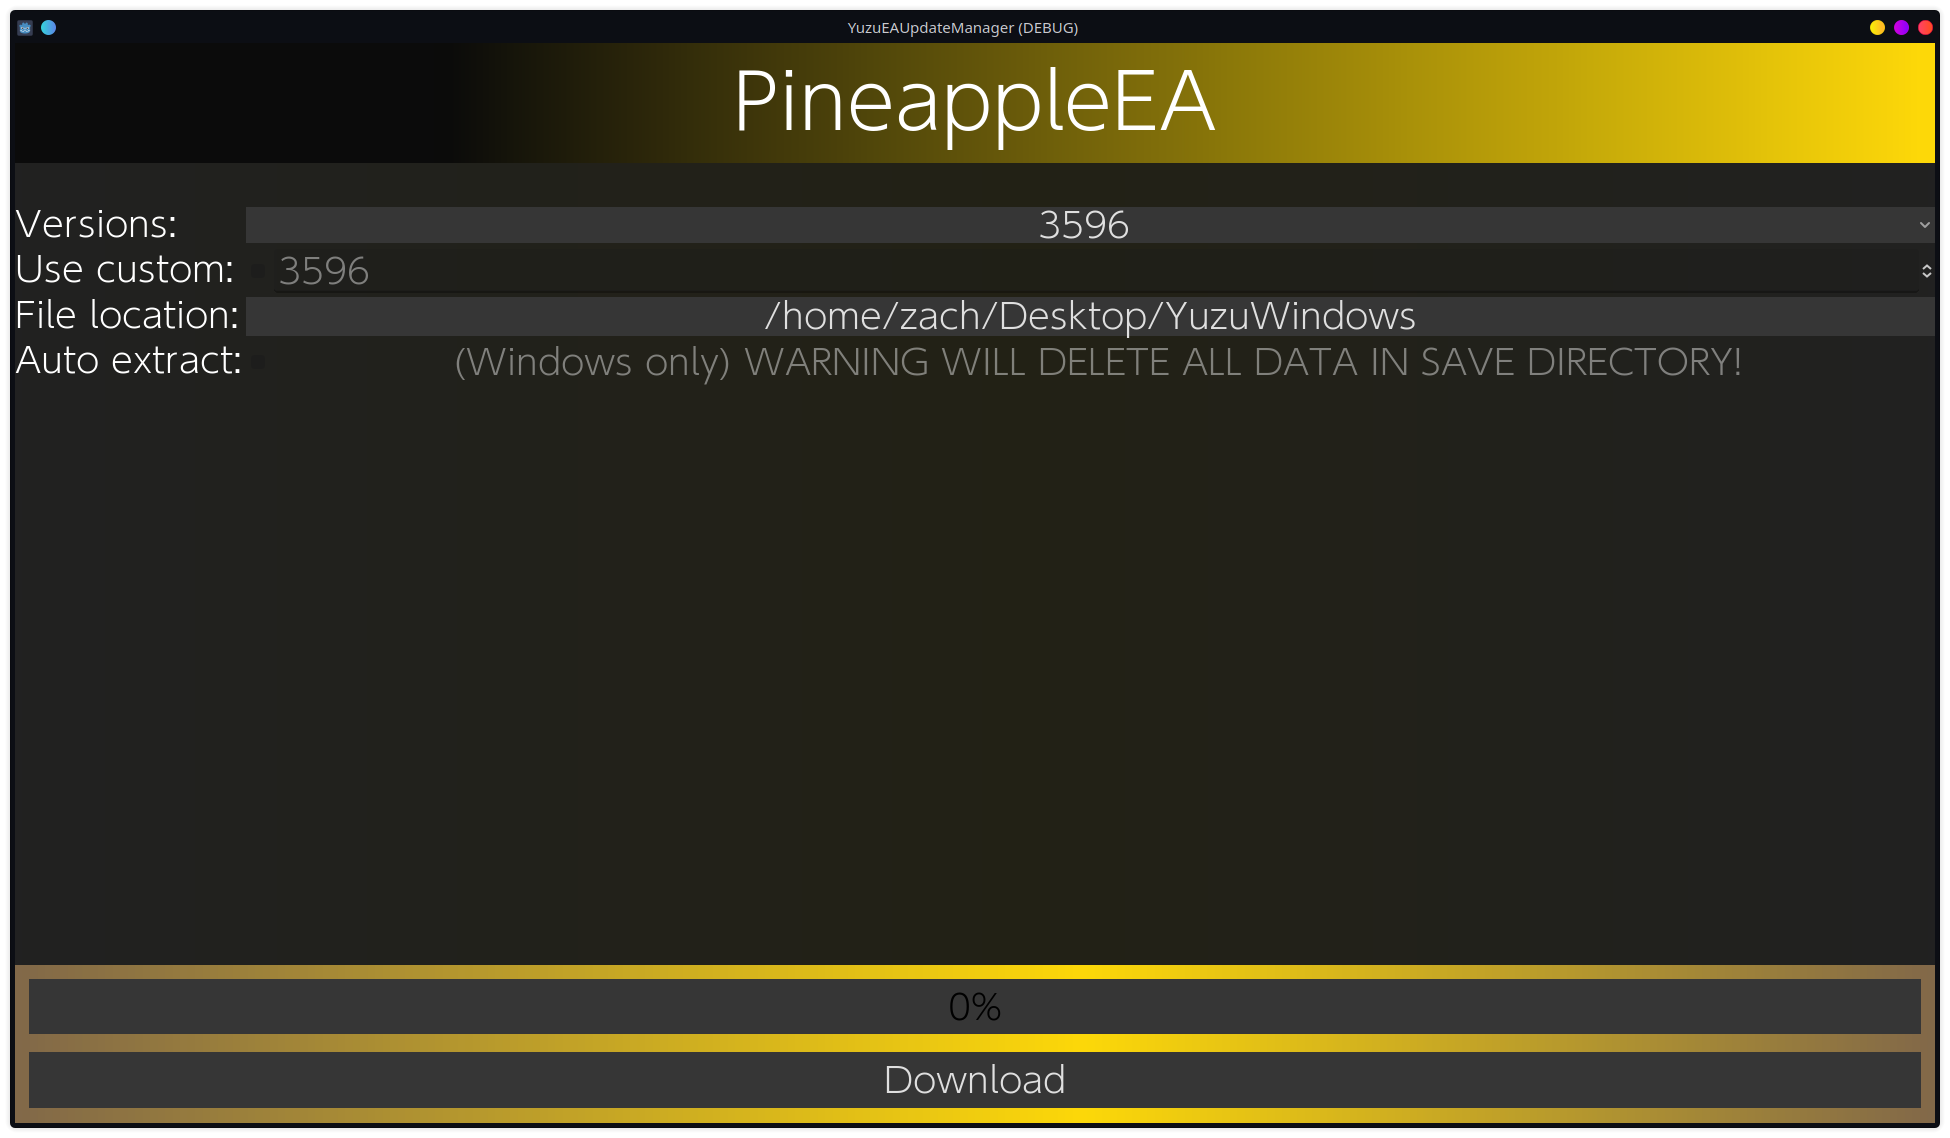 YuzuEAUpdateManager (DEBUG)
PineappleEA
Versions: 3596
Use custom: 3596
File location: /home/zach/Desktop/YuzuWindows
Auto extract: (Windows only) WARNING WILL DELETE ALL DATA IN SAVE DIRECTORY!
0%
Download